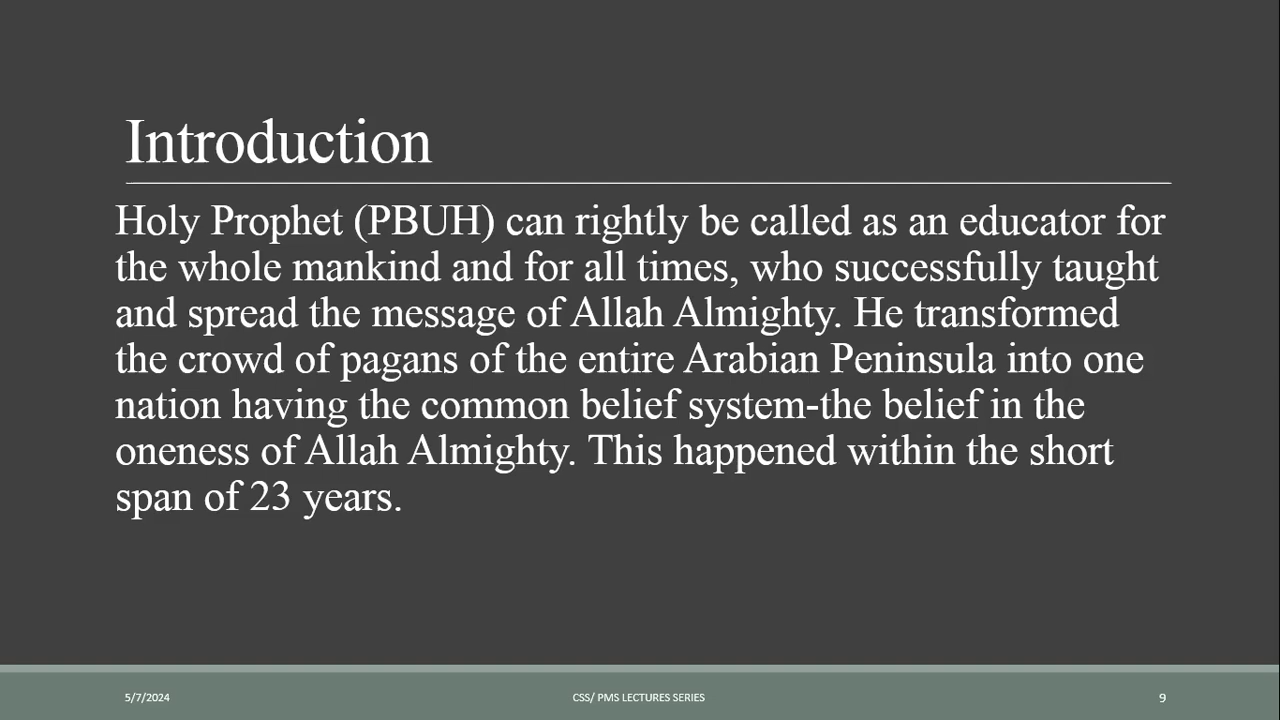 Introduction
Holy Prophet (PBUH) can rightly be called as an educator for
the whole mankind and for all times, who successfully taught
and spread the message of Allah Almighty. He transformed
the crowd of pagans of the entire Arabian Peninsula into one
nation having the common belief system-the belief in the
oneness of Allah Almighty. This happened within the short
span of 23 years.
5/7/2024
CSS/ PMS LECTURES SERIES
9